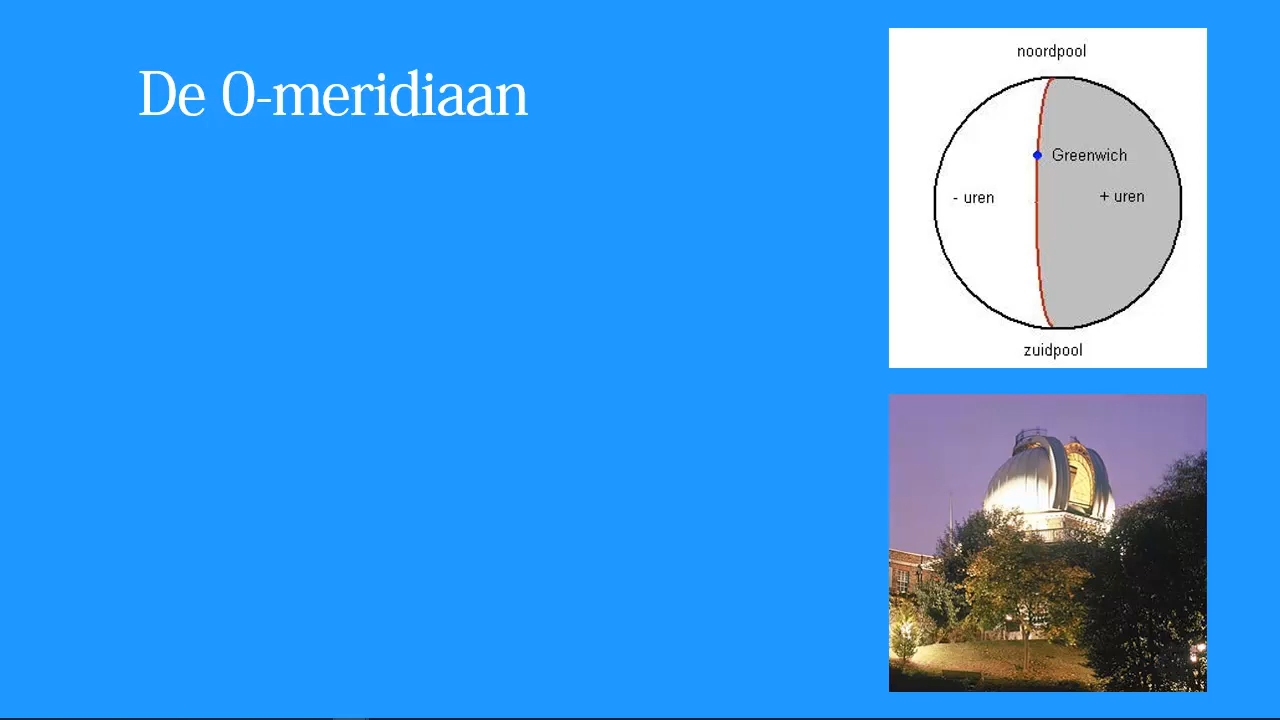 De 0-meridiaan
noordpool
Greenwich
- uren
+ uren
zuidpool